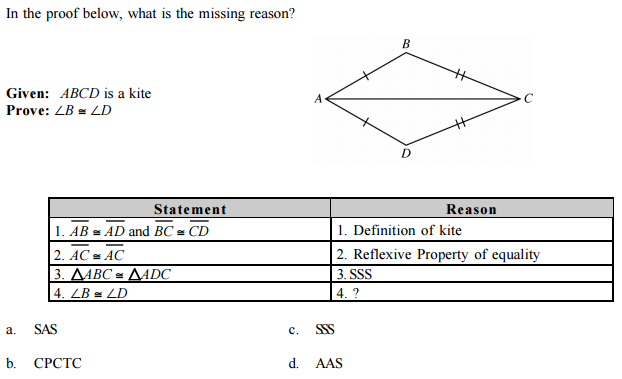 In the proof below, what is the missing reason?
B
Given: ABCD is a kite
A
C
Prove: ∠B ≅ ∠D
D
Statement Reason
1. AB ≅ AD and BC ≅ CD 1. Definition of kite
2. AC ≅ AC 2. Reflexive Property of equality
3. △ABC ≅ △ADC 3. SSS
4. ∠B ≅ ∠D 4. ?
a. SAS c. SSS
b. CPCTC d. AAS